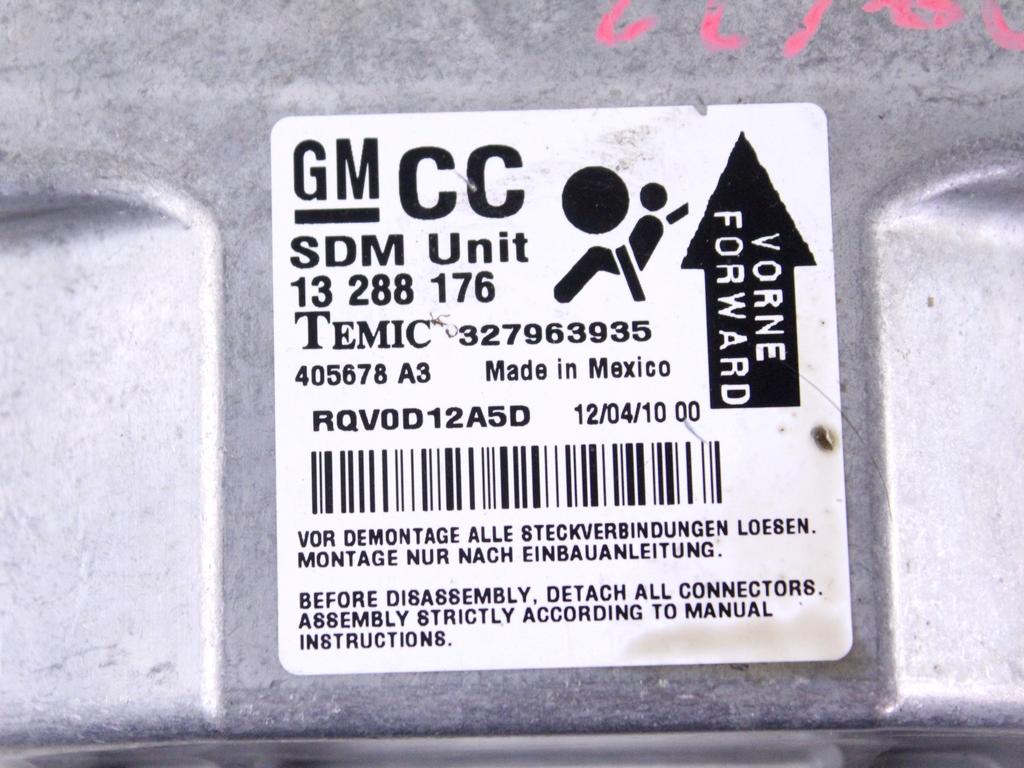 GM CC
SDM Unit
13 288 176
TEMIC 327963935
405678 A3 Made in Mexico
RQV0D12A5D 12/04/10 00
VORNE
FORWARD
VOR DEMONTAGE ALLE STECKVERBINDUNGEN LOESEN.
MONTAGE NUR NACH EINBAUANLEITUNG.
BEFORE DISASSEMBLY, DETACH ALL CONNECTORS.
ASSEMBLY STRICTLY ACCORDING TO MANUAL
INSTRUCTIONS.